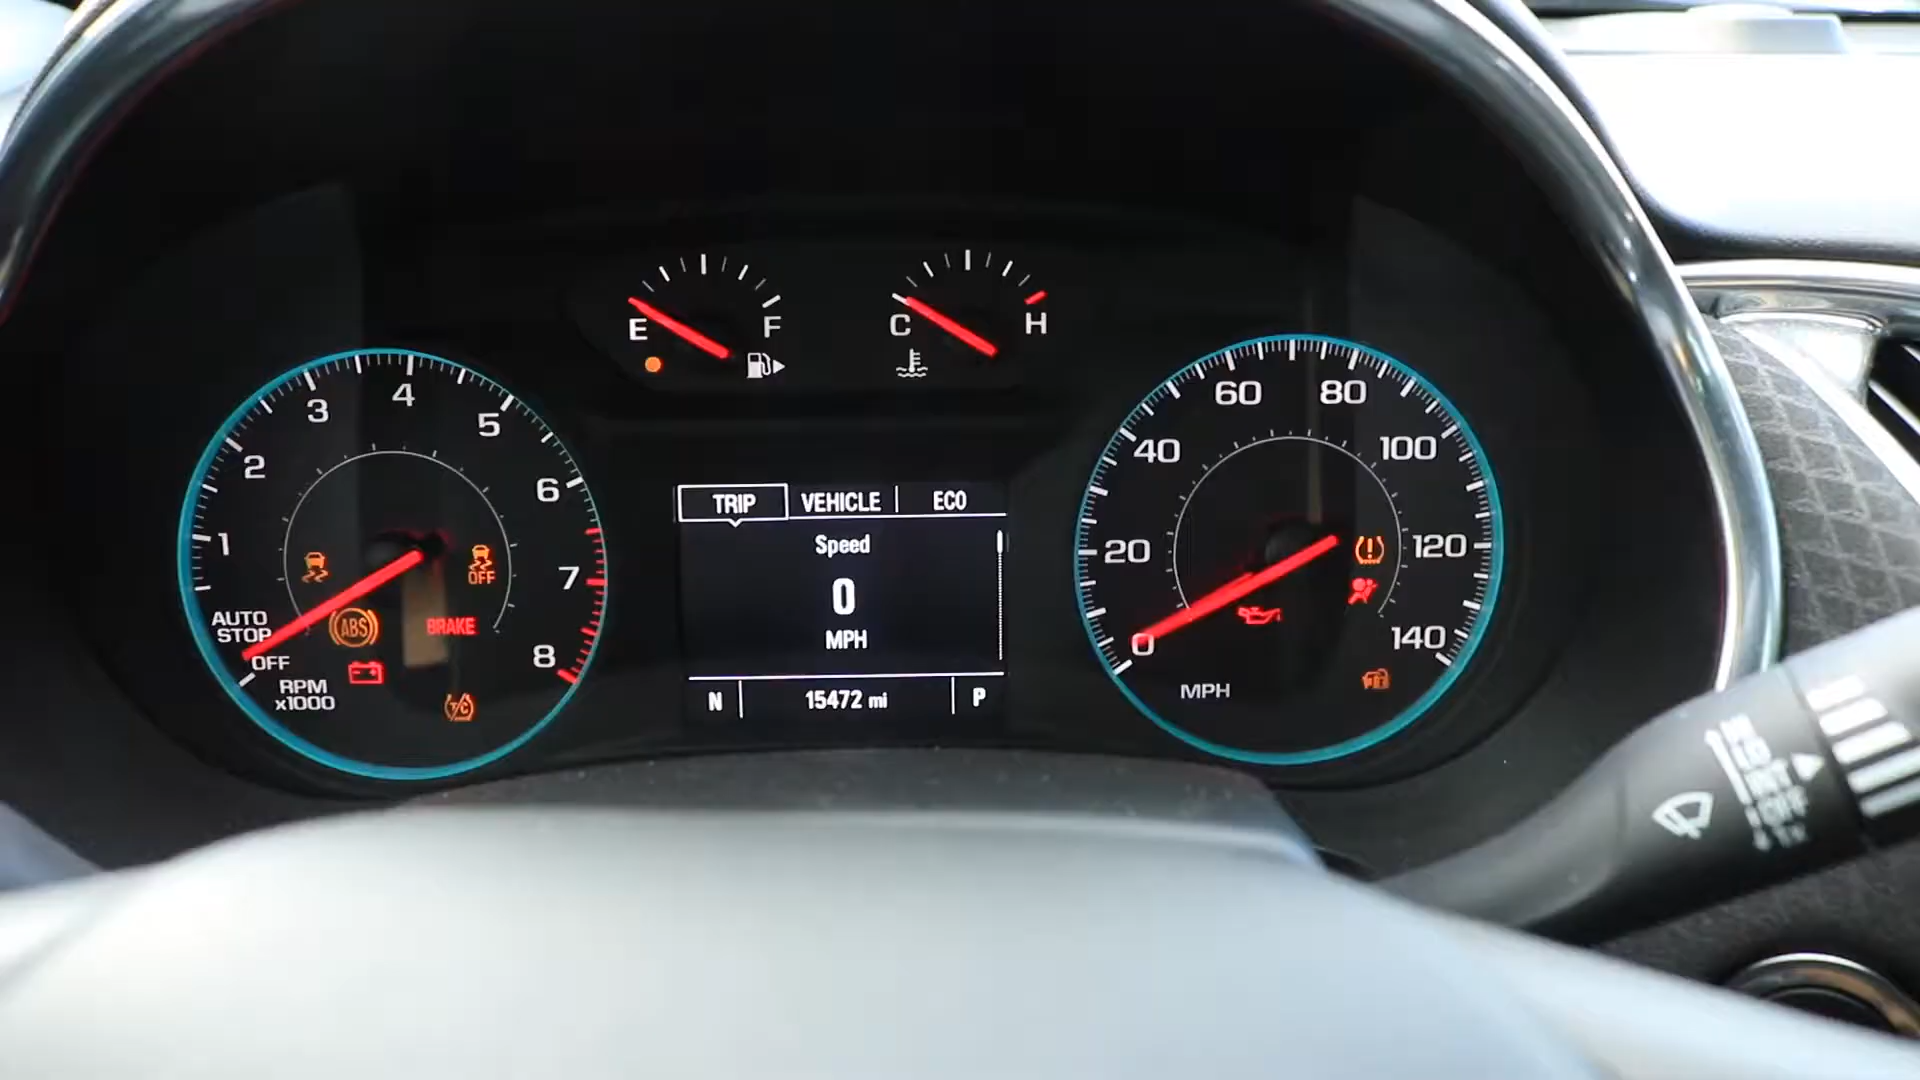 E F
C H
1 2 3 4 5 6 7 8
AUTO
STOP
OFF
RPM
x1000
OFF
ABS
BRAKE
T/C
TRIP VEHICLE ECO
Speed
0
MPH
N 15472 mi P
0 20 40 60 80 100 120 140
MPH